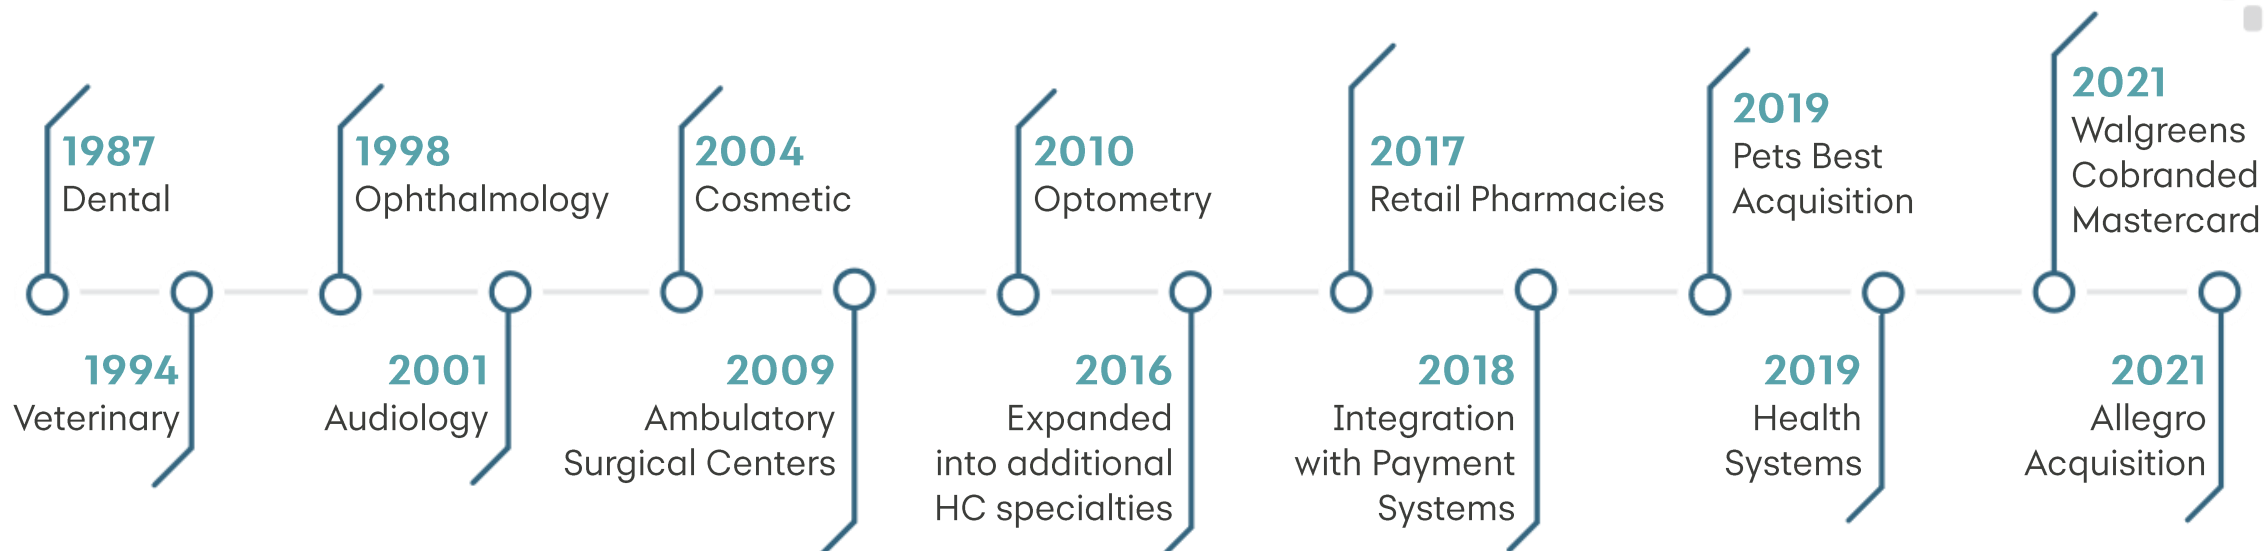 1987
Dental
1994
Veterinary
1998
Ophthalmology
2001
Audiology
2004
Cosmetic
2009
Ambulatory
Surgical Centers
2010
Optometry
2016
Expanded
into additional
HC specialties
2017
Retail Pharmacies
2018
Integration
with Payment
Systems
2019
Pets Best
Acquisition
2019
Health
Systems
2021
Walgreens
Cobranded
Mastercard
2021
Allegro
Acquisition